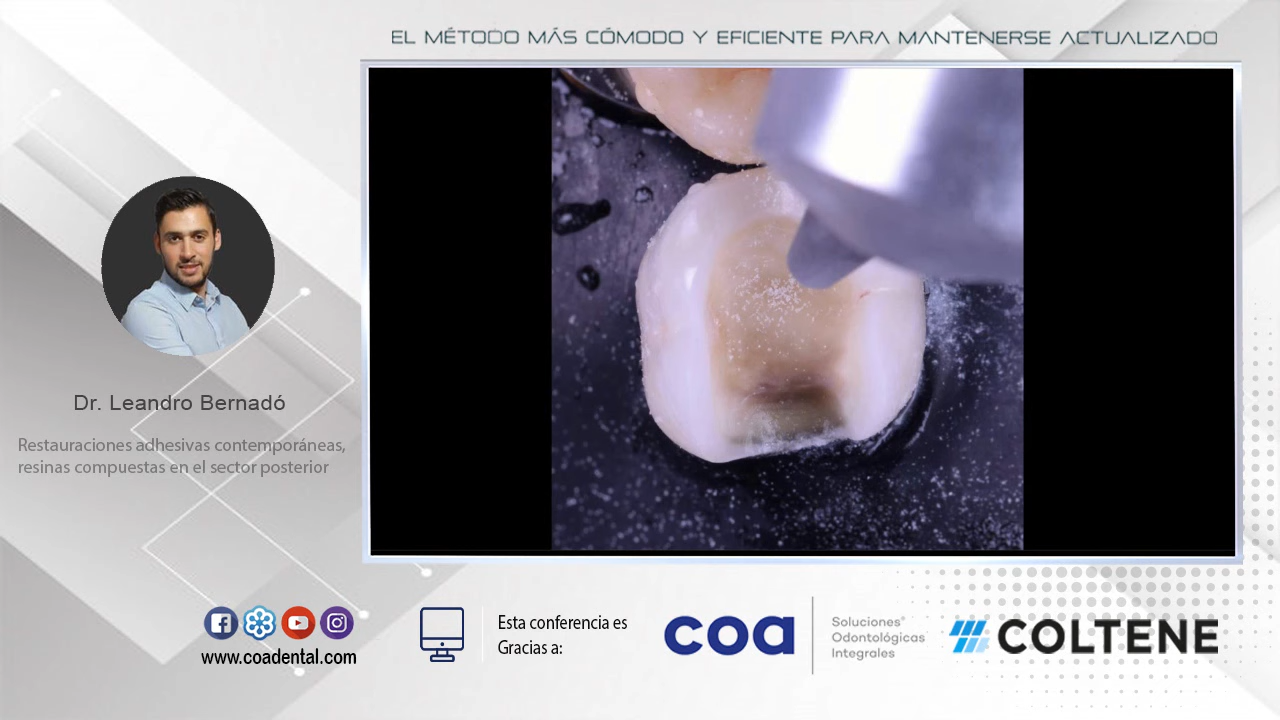 EL MÉTODO MÁS CÓMODO Y EFICIENTE PARA MANTENERSE ACTUALIZADO
Dr. Leandro Bernadó
Restauraciones adhesivas contemporáneas,
resinas compuestas en el sector posterior
www.coadental.com
Esta conferencia es
Gracias a:
coa
Soluciones®
Odontológicas
Integrales
COLTENE